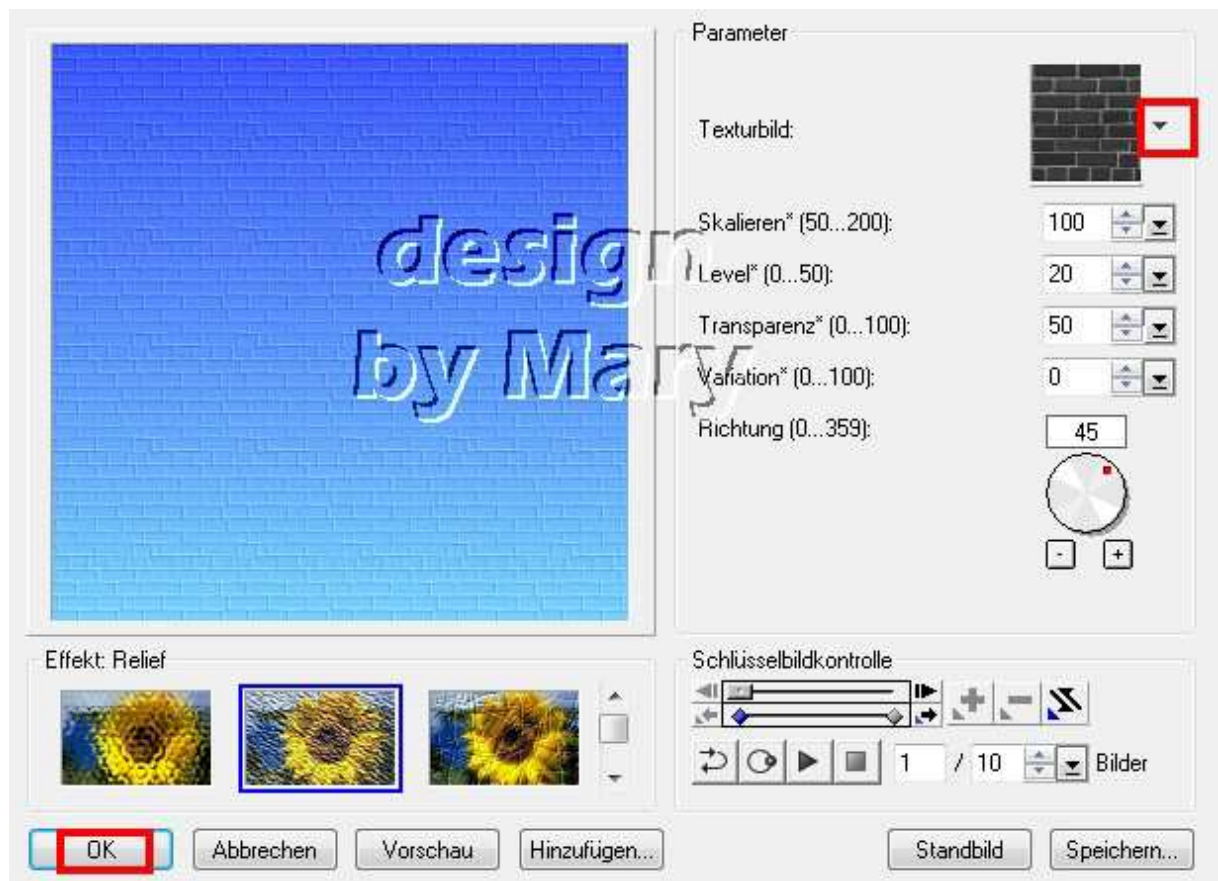 Parameter
Texturbild:
Skalieren* (50...200):
100
Level* (0...50):
20
Transparenz* (0...100):
50
Variation* (0...100):
0
Richtung (0...359):
45
-
+
design
by Mary
Effekt: Relief
Schlüsselbildkontrolle
1 / 10 Bilder
OK Abbrechen Vorschau Hinzufügen... Standbild Speichern...